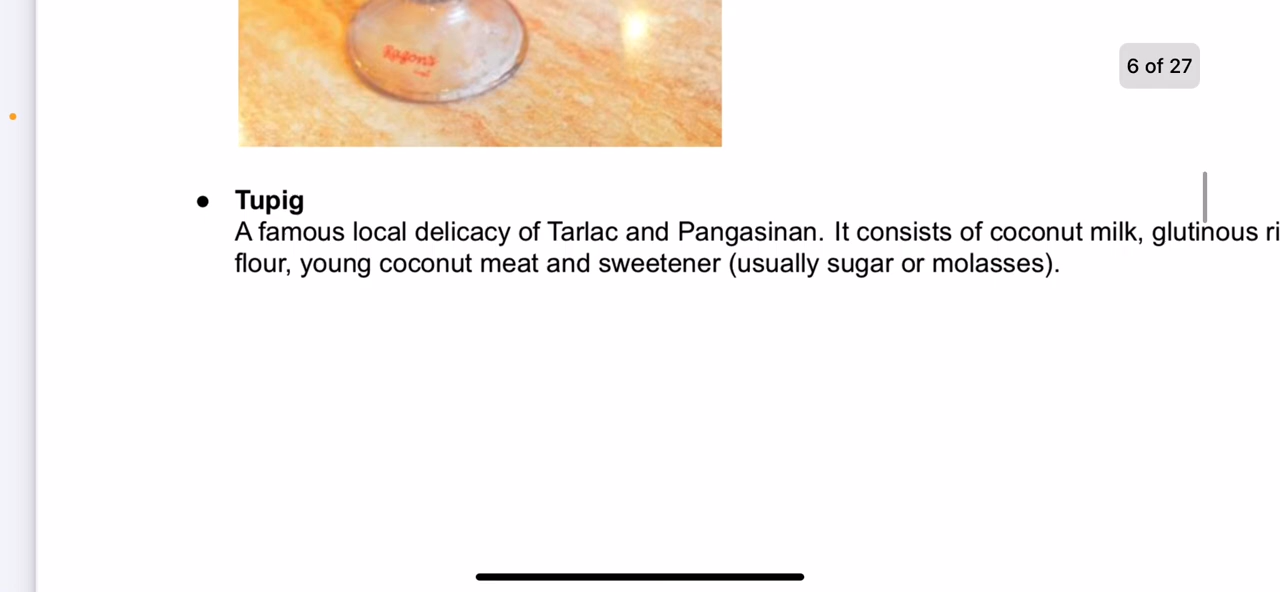 Razon's
6 of 27
● Tupig
A famous local delicacy of Tarlac and Pangasinan. It consists of coconut milk, glutinous ri
flour, young coconut meat and sweetener (usually sugar or molasses).